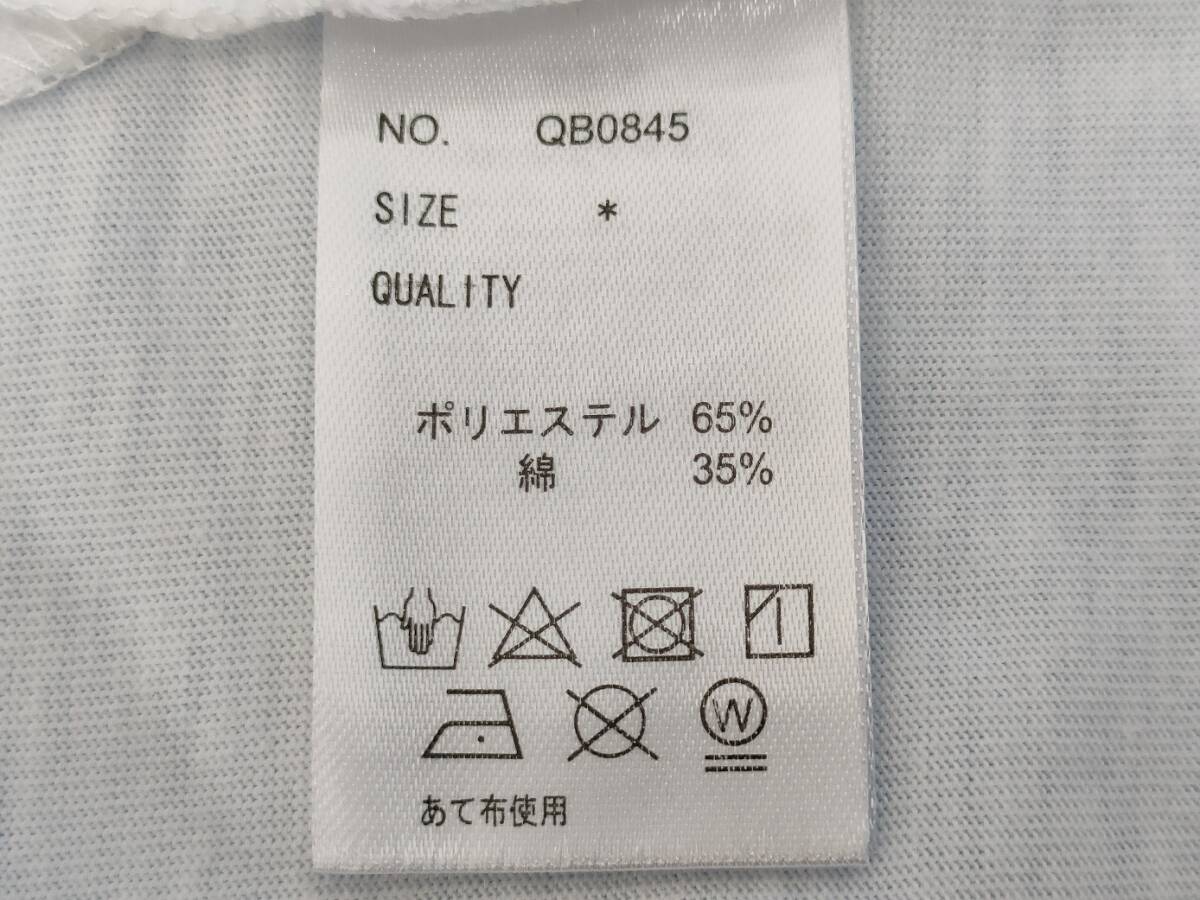 NO. QB0845
SIZE *
QUALITY
ポリエステル 65%
綿 35%
W
あて布使用